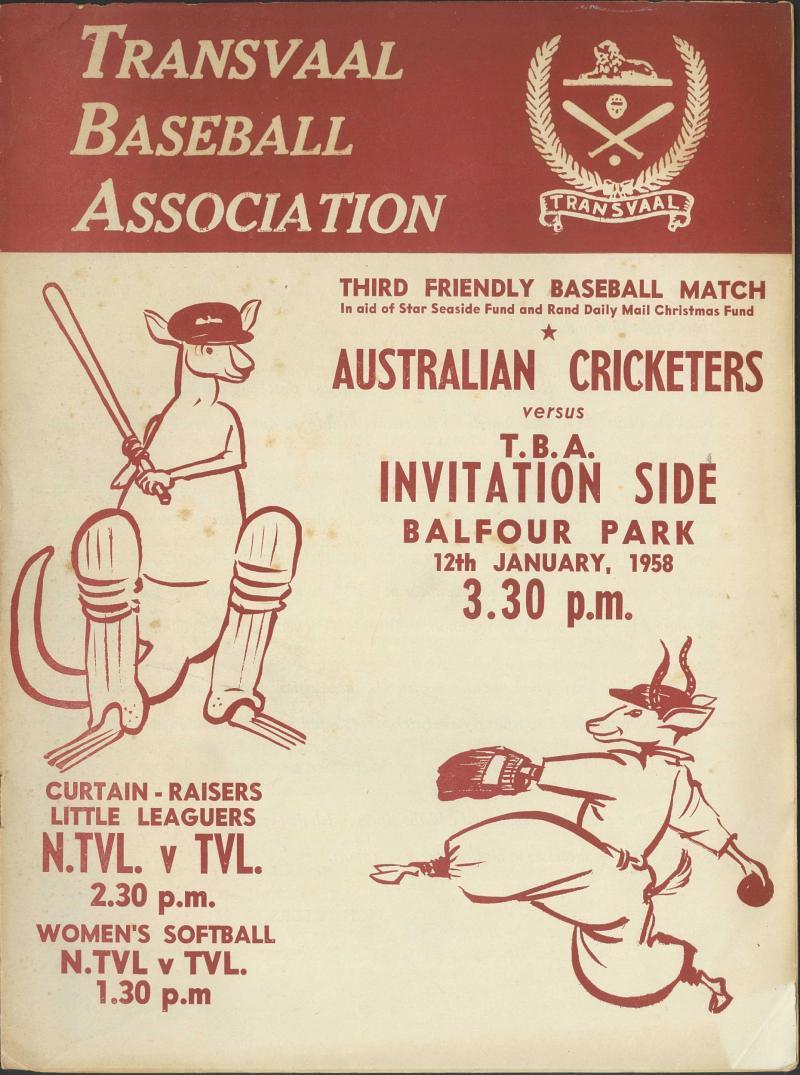 TRANSVAAL
BASEBALL
ASSOCIATION
TRANSVAAL
THIRD FRIENDLY BASEBALL MATCH
In aid of Star Seaside Fund and Rand Daily Mail Christmas Fund
AUSTRALIAN CRICKETERS
versus
T.B.A.
INVITATION SIDE
BALFOUR PARK
12th JANUARY, 1958
3.30 p.m.
CURTAIN - RAISERS
LITTLE LEAGUERS
N.TVL. v TVL.
2.30 p.m.
WOMEN'S SOFTBALL
N.TVL v TVL.
1.30 p.m